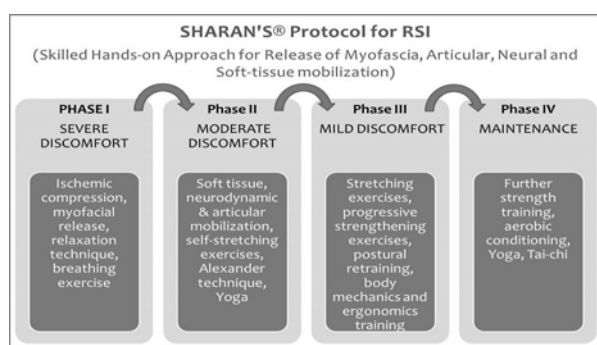 SHARAN'S® Protocol for RSI
(Skilled Hands-on Approach for Release of Myofascia, Articular, Neural and
Soft-tissue mobilization)
PHASE I
SEVERE
DISCOMFORT
Ischemic
compression,
myofacial
release,
relaxation
technique,
breathing
exercise
Phase II
MODERATE
DISCOMFORT
Soft tissue,
neurodynamic
& articular
mobilization,
self-stretching
exercises,
Alexander
technique,
Yoga
Phase III
MILD DISCOMFORT
Stretching
exercises,
progressive
strengthening
exercises,
postural
retraining,
body
mechanics and
ergonomics
training
Phase IV
MAINTENANCE
Further
strength
training,
aerobic
conditioning,
Yoga, Tai-chi